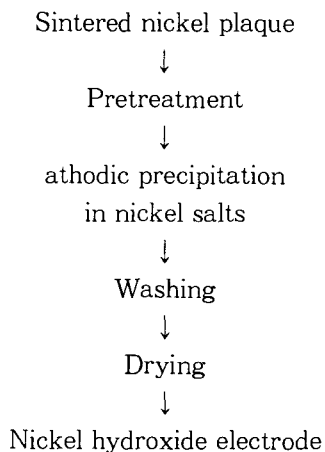 Sintered nickel plaque
↓
Pretreatment
↓
athodic precipitation
in nickel salts
↓
Washing
↓
Drying
↓
Nickel hydroxide electrode